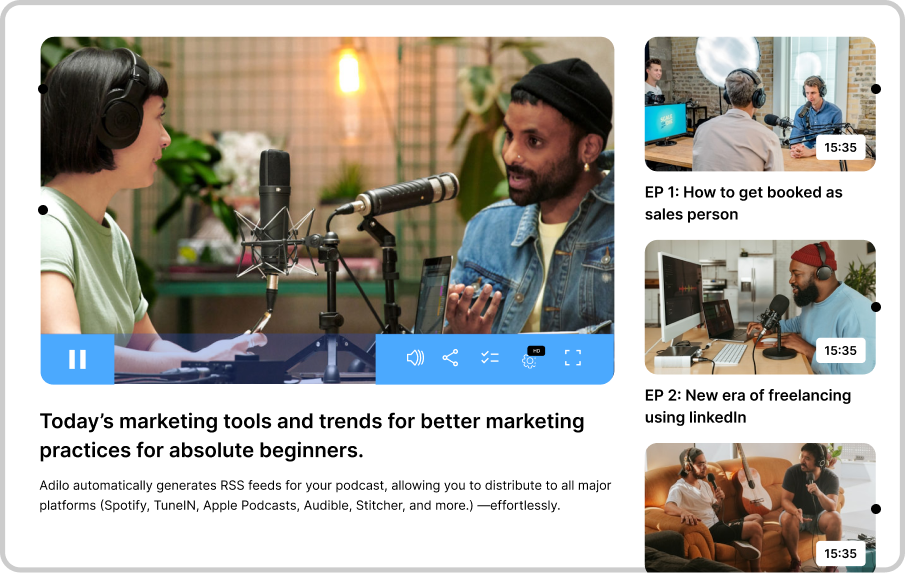 HD
Today’s marketing tools and trends for better marketing
practices for absolute beginners.
Adilo automatically generates RSS feeds for your podcast, allowing you to distribute to all major
platforms (Spotify, TuneIN, Apple Podcasts, Audible, Stitcher, and more.) —effortlessly.
15:35
EP 1: How to get booked as
sales person
15:35
EP 2: New era of freelancing
using linkedIn
15:35